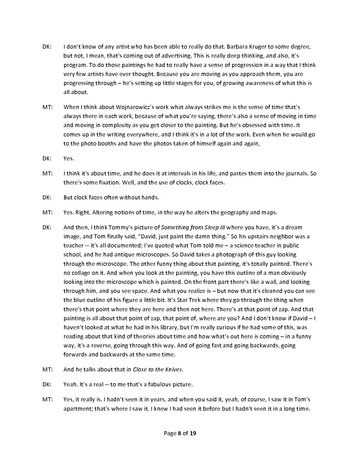 DK: I don't know of any artist who has been able to really do that. Barbara Kruger to some degree,
but not, I mean, that's coming out of advertising. This is really deep thinking, and also, it's
program. To do those paintings he had to really have a sense of progression in a way that I think
very few artists have ever thought. Because you are moving as you approach them, you are
progressing through – he's setting up little stages for you, of growing awareness of what this is
all about.
MT: When I think about Wojnarowicz's work what always strikes me is the sense of time that's
always there in each work, because of what you're saying, there's also a sense of moving in time
and moving in complexity as you get closer to the painting. But he's obsessed with time. It
comes up in the writing everywhere, and I think it's in a lot of the work. Even when he would go
to the photo booths and have the photos taken of himself again and again,
DK: Yes.
MT: I think it's about time, and he does it at intervals in his life, and pastes them into the journals. So
there's some fixation. Well, and the use of clocks, clock faces.
DK: But clock faces often without hands.
MT: Yes. Right. Altering notions of time, in the way he alters the geography and maps.
DK: And then, I think Tommy's picture of Something from Sleep III where you have, it's a dream
image, and Tom finally said, "David, just paint the damn thing." So his upstairs neighbor was a
teacher -- it's all documented; I've quoted what Tom told me – a science teacher in public
school, and he had antique microscopes. So David takes a photograph of this guy looking
through the microscope. The other funny thing about that painting, it's totally painted. There's
no collage on it. And when you look at the painting, you have this outline of a man obviously
looking into the microscope which is painted. On the front part there's like a wall, and looking
through him, and you see space. And what you realize is – but now that it's cleaned you can see
the blue outline of his figure a little bit. It's Star Trek where they go through the thing when
there's that point where they are here and then not here. There's at that point of zap. And that
painting is all about that point of zap, that point of, where are you? And I don't know if David – I
haven't looked at what he had in his library, but I'm really curious if he had some of this, was
reading about that kind of theories about time and how what's out here is coming – in a funny
way, it's a reverse, going through this way. And of going fast and going backwards, going
forwards and backwards at the same time.
MT: And he talks about that in Close to the Knives.
DK: Yeah. It's a real -- to me that's a fabulous picture.
MT: Yes, it really is. I hadn't seen it in years, and when you said it, yeah, of course, I saw it in Tom's
apartment; that's where I saw it. I knew I had seen it before but I hadn't seen it in a long time.
Page 8 of 19